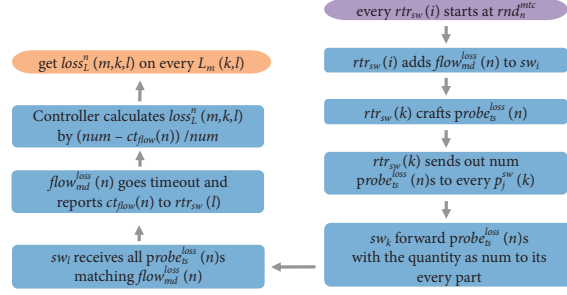 every rtr_sw(i) starts at rnd_n^mtc
rtr_sw(i) adds flow_md^loss(n) to sw_i
rtr_sw(k) crafts probe_ts^loss(n)
rtr_sw(k) sends out num
probe_ts^loss(n)s to every p_j^sw(k)
sw_k forward probe_ts^loss(n)s
with the quantity as num to its
every part
sw_l receives all probe_ts^loss(n)s
matching flow_md^loss(n)
flow_md^loss(n) goes timeout and
reports ct_flow(n) to rtr_sw(l)
Controller calculates loss_L^n(m,k,l)
by (num – ct_flow(n))/num
get loss_L^n(m,k,l) on every L_m(k,l)